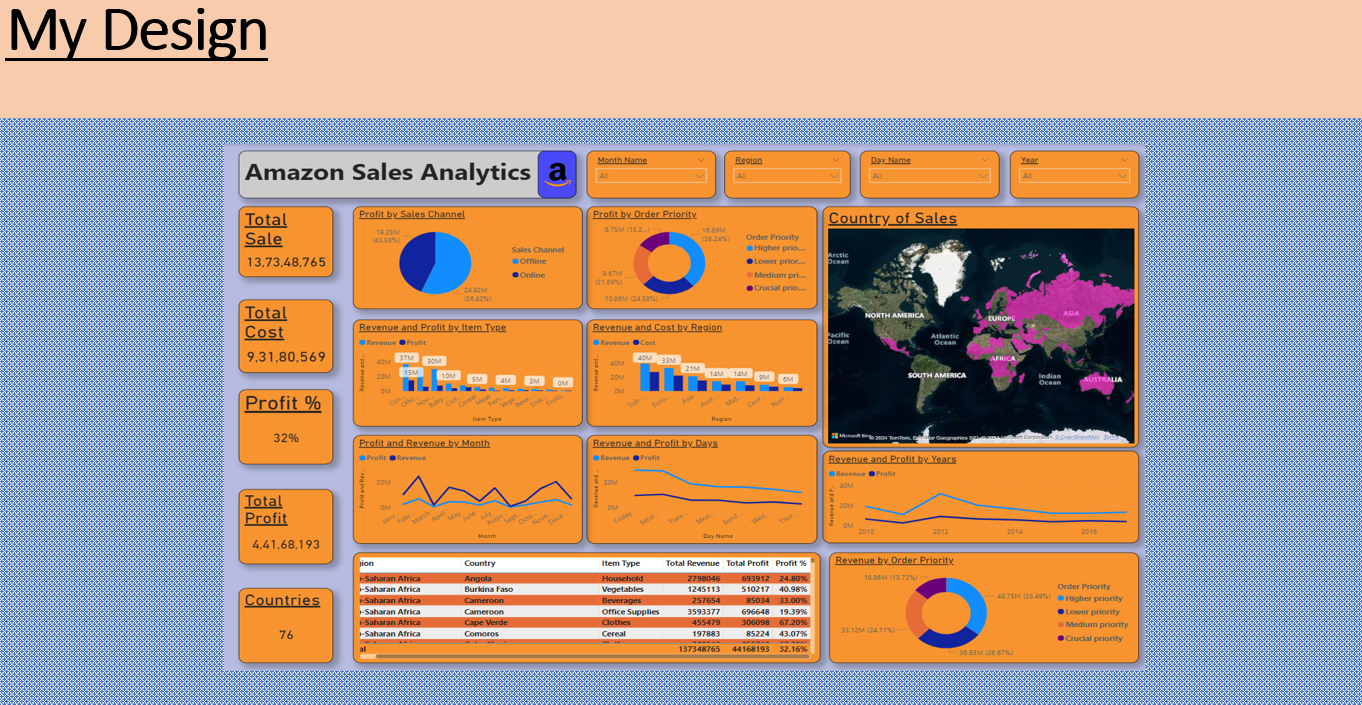 My Design
Amazon Sales Analytics
a
Month Name
All
Region
All
Day Name
All
Year
All
Total
Sale
13,73,48,765
Total
Cost
9,31,80,569
Profit %
32%
Total
Profit
4,41,68,193
Countries
76
Profit by Sales Channel
19.25M
(43.58%)
24.92M
(56.42%)
Sales Channel
Offline
Online
Profit by Order Priority
6.75M (15.2...)
16.89M
(38.24%)
9.67M
(21.89%)
10.86M (24.58%)
Order Priority
Higher prio...
Lower prior...
Medium pri...
Crucial prio...
Country of Sales
Arctic
Ocean
NORTH AMERICA
EUROPE
ASIA
Pacific
Ocean
Atlantic
Ocean
AFRICA
SOUTH AMERICA
Indian
Ocean
AUSTRALIA
Microsoft Bing
Revenue and Profit by Item Type
Revenue Profit
40M
20M
0M
37M
15M
30M
10M
5M
4M
3M
0M
Item Type
Revenue and Cost by Region
Revenue Cost
40M
20M
0M
40M
33M
21M
14M
14M
9M
6M
Region
Profit and Revenue by Month
Profit Revenue
20M
0M
Month
Revenue and Profit by Days
Revenue Profit
20M
0M
Friday
Day Name
Revenue and Profit by Years
Revenue Profit
40M
20M
0M
2010 2012 2014 2016
ion Country Item Type Total Revenue Total Profit Profit %
-Saharan Africa Angola Household 2798046 693912 24.80%
-Saharan Africa Burkina Faso Vegetables 1245113 510217 40.98%
-Saharan Africa Cameroon Beverages 257654 85034 33.00%
-Saharan Africa Cameroon Office Supplies 3593377 696648 19.39%
-Saharan Africa Cape Verde Clothes 455479 306098 67.20%
-Saharan Africa Comoros Cereal 197883 85224 43.07%
al 137348765 44168193 32.16%
Revenue by Order Priority
18.86M (13.73%)
48.75M (35.49%)
33.12M (24.11%)
36.63M (26.67%)
Order Priority
Higher priority
Lower priority
Medium priority
Crucial priority